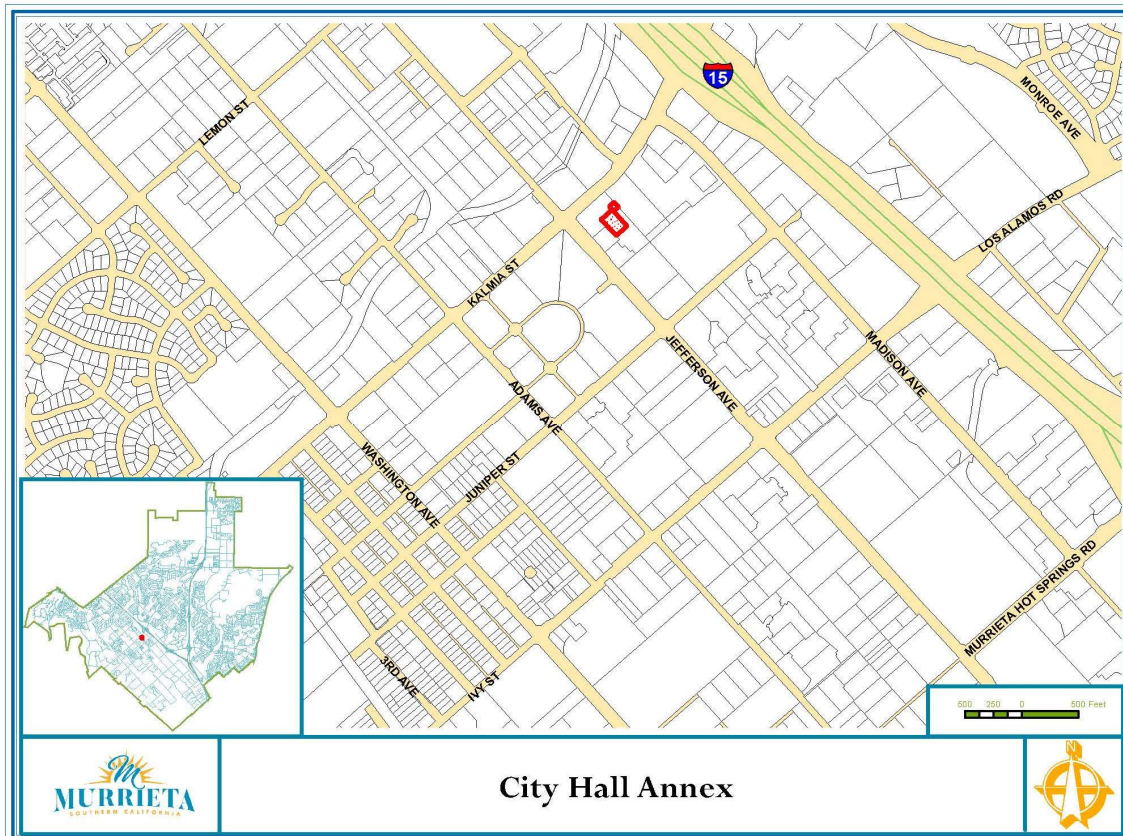 15
MONROE AVE
LEMON ST
LOS ALAMOS RD
KALMIA ST
JEFFERSON AVE
MADISON AVE
ADAMS AVE
WASHINGTON AVE
JUNIPER ST
MURRIETA HOT SPRINGS RD
3RD AVE
IVY ST
500 250 0 500 Feet
M
MURRIETA
SOUTHERN CALIFORNIA
City Hall Annex
N